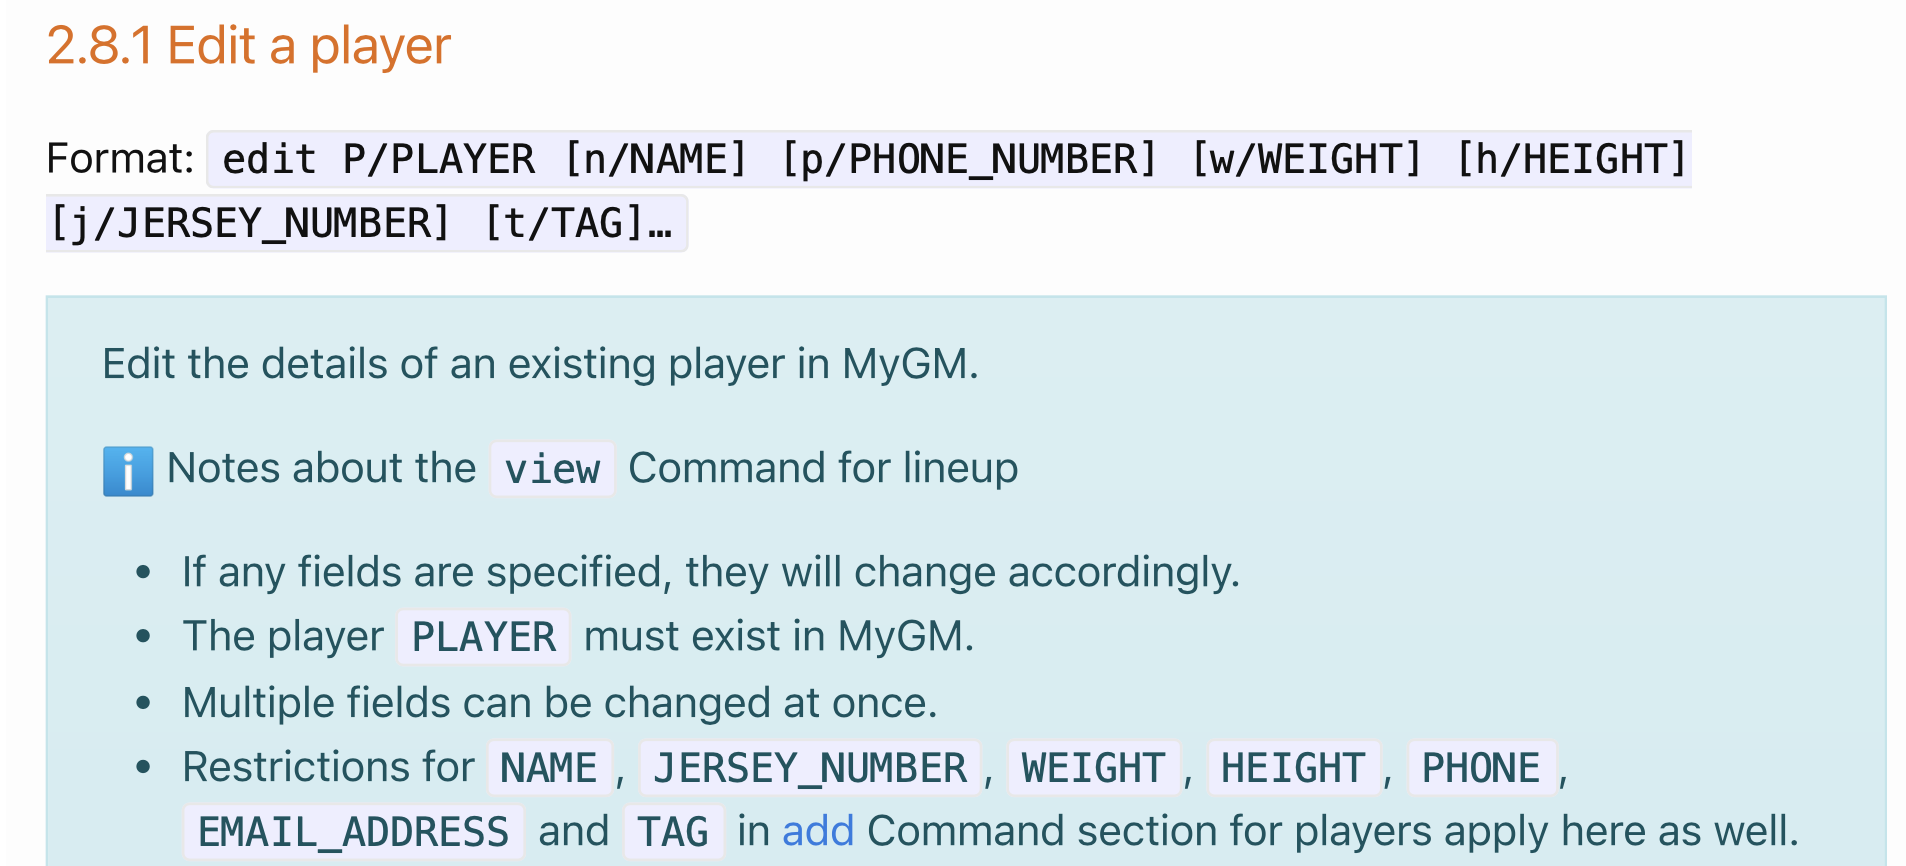 2.8.1 Edit a player
Format: edit P/PLAYER [n/NAME] [p/PHONE_NUMBER] [w/WEIGHT] [h/HEIGHT]
[j/JERSEY_NUMBER] [t/TAG]…
Edit the details of an existing player in MyGM.
ℹ️ Notes about the view Command for lineup
• If any fields are specified, they will change accordingly.
• The player PLAYER must exist in MyGM.
• Multiple fields can be changed at once.
• Restrictions for NAME, JERSEY_NUMBER, WEIGHT, HEIGHT, PHONE,
EMAIL_ADDRESS and TAG in add Command section for players apply here as well.